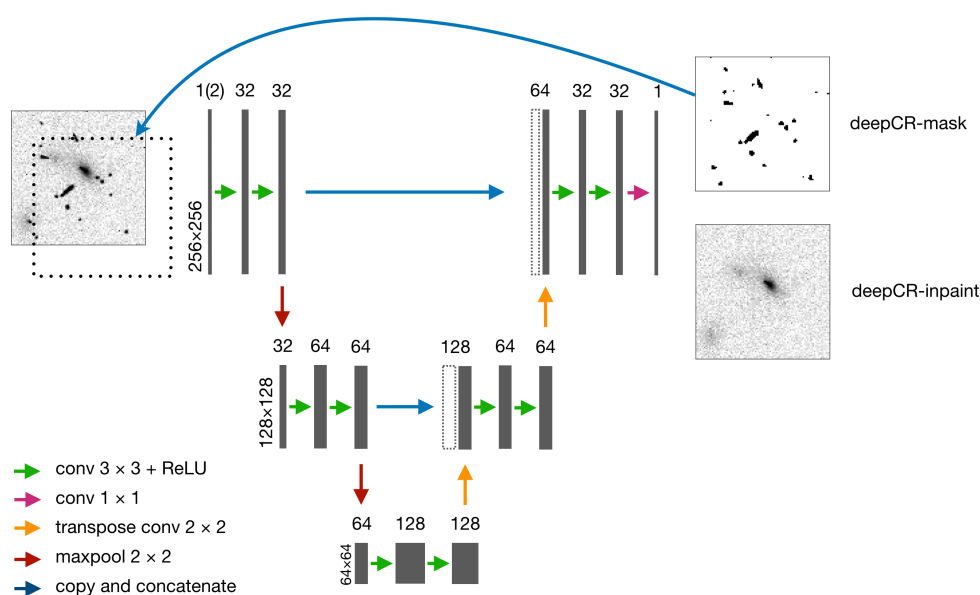 1(2) 32 32
64 32 32 1
deepCR-mask
256×256
deepCR-inpaint
32 64 64
128 64 64
128×128
64 128 128
64×64
conv 3 × 3 + ReLU
conv 1 × 1
transpose conv 2 × 2
maxpool 2 × 2
copy and concatenate